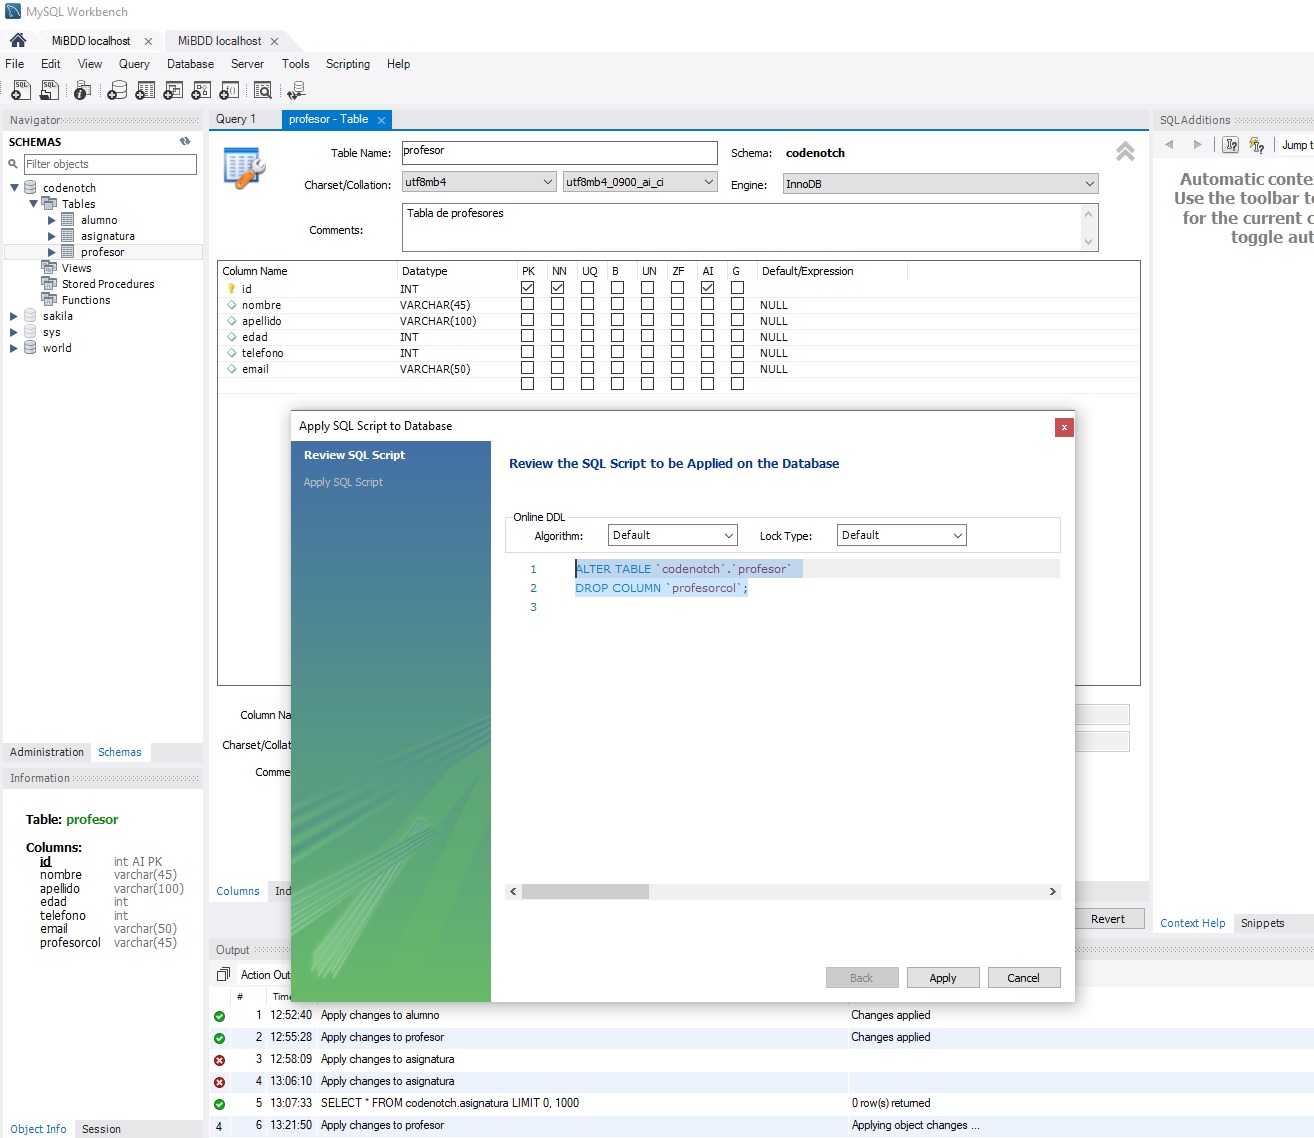 MySQL Workbench
MiBDD localhost
MiBDD localhost
File Edit View Query Database Server Tools Scripting Help
Navigator
SCHEMAS
Filter objects
codenotch
Tables
alumno
asignatura
profesor
Views
Stored Procedures
Functions
sakila
sys
world
Administration Schemas
Information
Table: profesor
Columns:
id int AI PK
nombre varchar(45)
apellido varchar(100)
edad int
telefono int
email varchar(50)
profesorcol varchar(45)
Object Info Session
Query 1 profesor - Table
Table Name: profesor Schema: codenotch
Charset/Collation: utf8mb4 utf8mb4_0900_ai_ci Engine: InnoDB
Comments: Tabla de profesores
Column Name Datatype PK NN UQ B UN ZF AI G Default/Expression
id INT
nombre VARCHAR(45) NULL
apellido VARCHAR(100) NULL
edad INT NULL
telefono INT NULL
email VARCHAR(50) NULL
Apply SQL Script to Database
Review SQL Script
Apply SQL Script
Review the SQL Script to be Applied on the Database
Online DDL
Algorithm: Default Lock Type: Default
1 ALTER TABLE `codenotch`.`profesor`
2 DROP COLUMN `profesorcol`;
3
Back Apply Cancel
Column Na
Charset/Collat
Comme
Columns Ind
Revert
Output
Action Out
# Time
1 12:52:40 Apply changes to alumno Changes applied
2 12:55:28 Apply changes to profesor Changes applied
3 12:58:09 Apply changes to asignatura
4 13:06:10 Apply changes to asignatura
5 13:07:33 SELECT * FROM codenotch.asignatura LIMIT 0, 1000 0 row(s) returned
4 6 13:21:50 Apply changes to profesor Applying object changes ...
SQLAdditions
Jump t
Automatic contex
Use the toolbar to
for the current c
toggle aut
Context Help Snippets